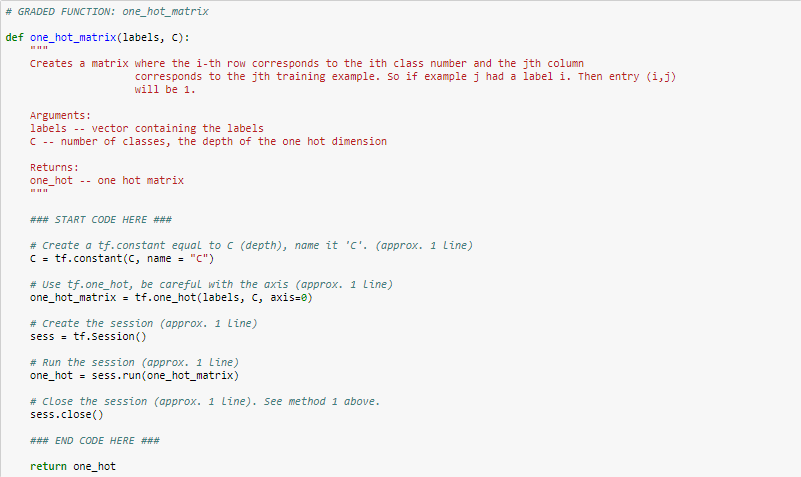 # GRADED FUNCTION: one_hot_matrix
def one_hot_matrix(labels, C):
"""
Creates a matrix where the i-th row corresponds to the ith class number and the jth column
corresponds to the jth training example. So if example j had a label i. Then entry (i,j)
will be 1.
Arguments:
labels -- vector containing the labels
C -- number of classes, the depth of the one hot dimension
Returns:
one_hot -- one hot matrix
"""
### START CODE HERE ###
# Create a tf.constant equal to C (depth), name it 'C'. (approx. 1 line)
C = tf.constant(C, name = "C")
# Use tf.one_hot, be careful with the axis (approx. 1 line)
one_hot_matrix = tf.one_hot(labels, C, axis=0)
# Create the session (approx. 1 line)
sess = tf.Session()
# Run the session (approx. 1 line)
one_hot = sess.run(one_hot_matrix)
# Close the session (approx. 1 line). See method 1 above.
sess.close()
### END CODE HERE ###
return one_hot